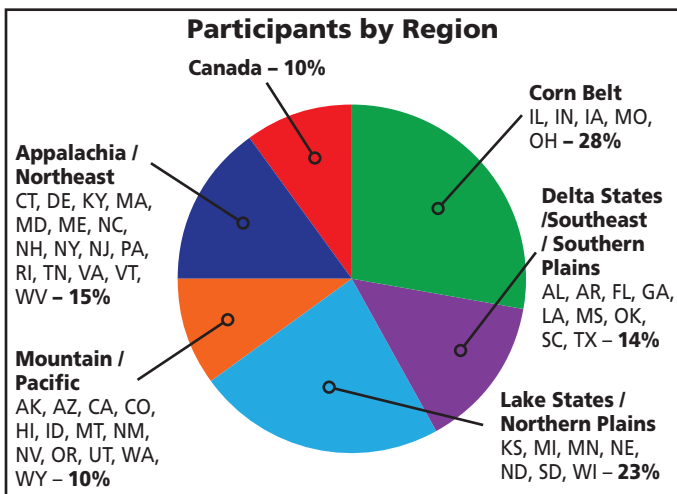 Participants by Region
Canada – 10%
Corn Belt
IL, IN, IA, MO,
OH – 28%
Appalachia /
Northeast
CT, DE, KY, MA,
MD, ME, NC,
NH, NY, NJ, PA,
RI, TN, VA, VT,
WV – 15%
Delta States
/Southeast
/ Southern
Plains
AL, AR, FL, GA,
LA, MS, OK,
SC, TX – 14%
Mountain /
Pacific
AK, AZ, CA, CO,
HI, ID, MT, NM,
NV, OR, UT, WA,
WY – 10%
Lake States /
Northern Plains
KS, MI, MN, NE,
ND, SD, WI – 23%